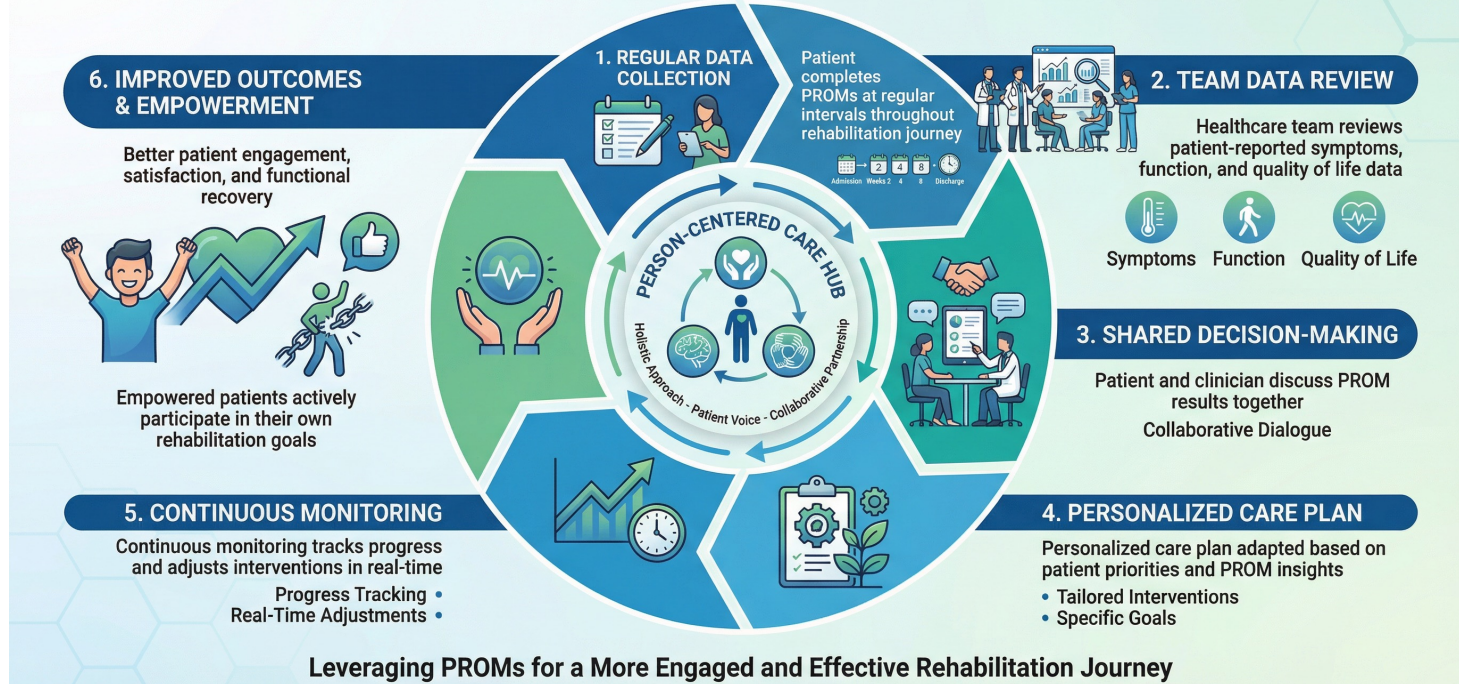 1. REGULAR DATA
COLLECTION
Patient
completes
PROMs at regular
intervals throughout
rehabilitation journey
2
4
8
Admission
Weeks 2
4
8
Discharge
2. TEAM DATA REVIEW
Healthcare team reviews
patient-reported symptoms,
function, and quality of life data
Symptoms
Function
Quality of Life
3. SHARED DECISION-MAKING
Patient and clinician discuss PROM
results together
Collaborative Dialogue
4. PERSONALIZED CARE PLAN
Personalized care plan adapted based on
patient priorities and PROM insights
• Tailored Interventions
• Specific Goals
5. CONTINUOUS MONITORING
Continuous monitoring tracks progress
and adjusts interventions in real-time
Progress Tracking •
Real-Time Adjustments •
6. IMPROVED OUTCOMES
& EMPOWERMENT
Better patient engagement,
satisfaction, and functional
recovery
Empowered patients actively
participate in their own
rehabilitation goals
PERSON-CENTERED CARE HUB
Holistic Approach - Patient Voice - Collaborative Partnership
Leveraging PROMs for a More Engaged and Effective Rehabilitation Journey